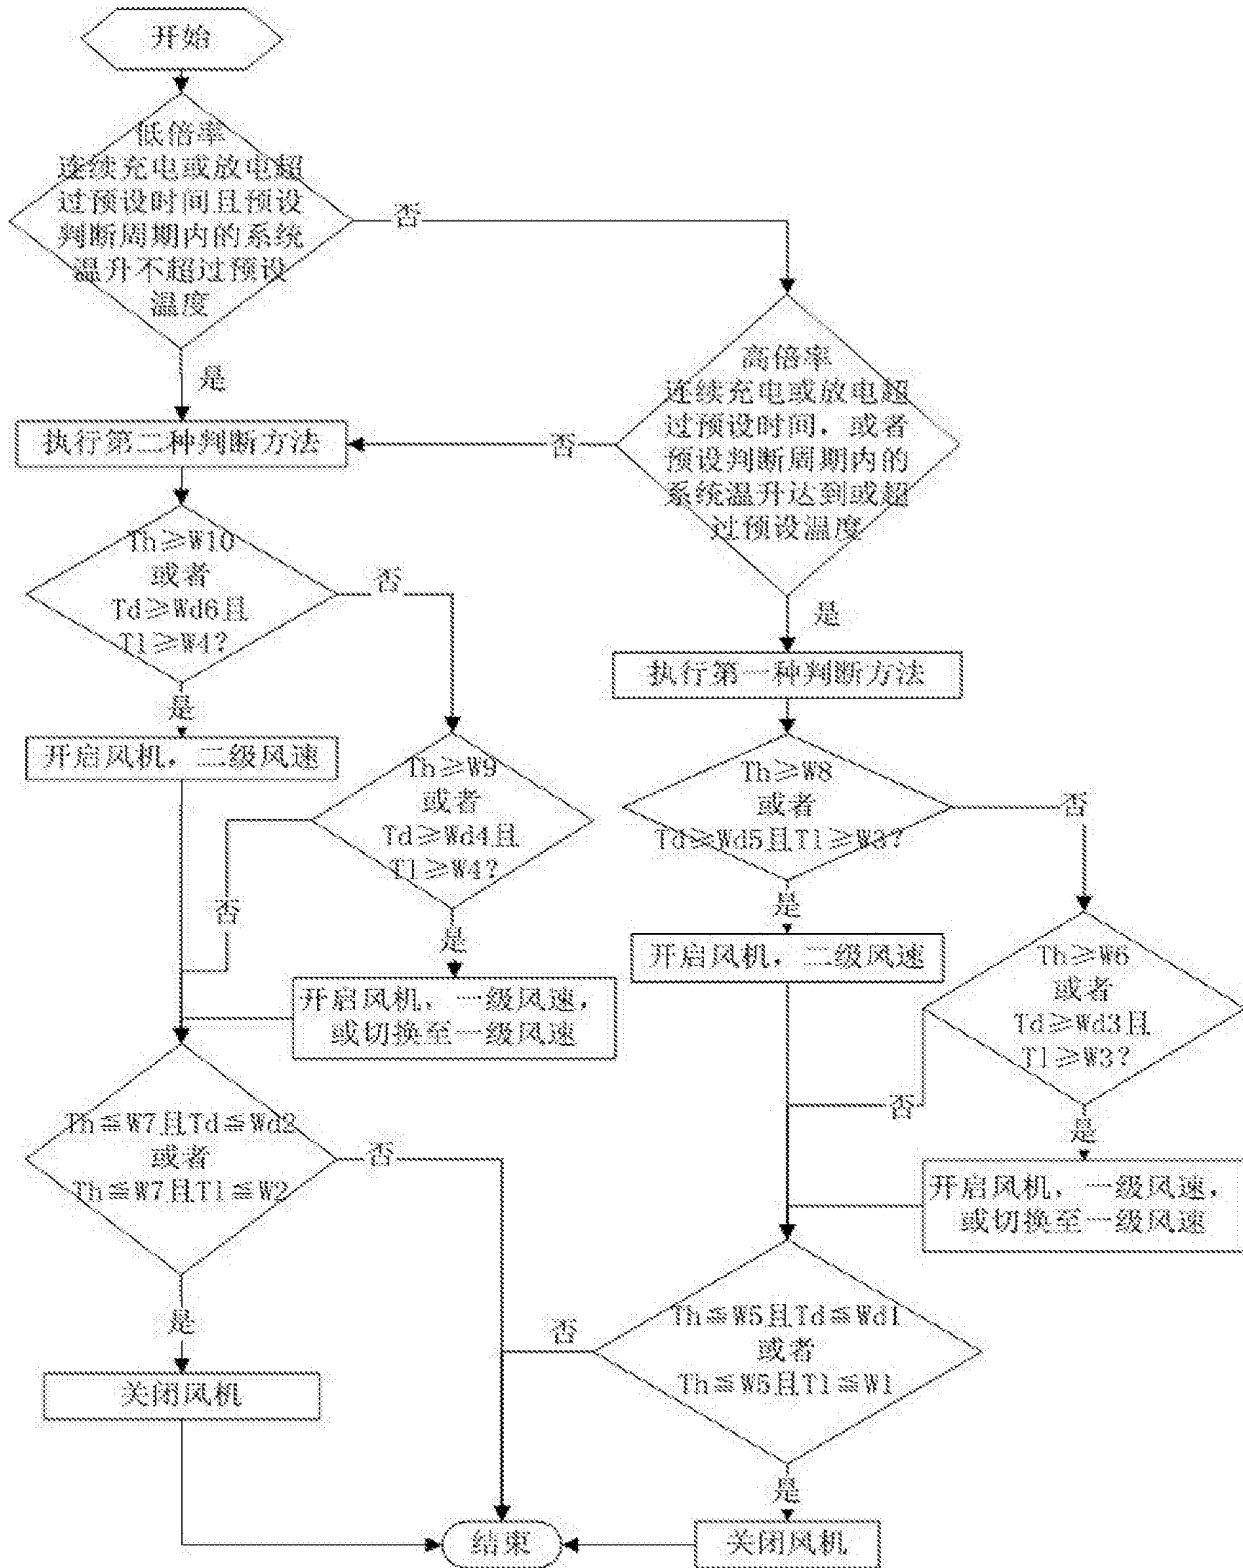 开始
低倍率
连续充电或放电超
过预设时间且预设
判断周期内的系统
温升不超过预设
温度
否
是
高倍率
连续充电或放电超
过预设时间，或者
预设判断周期内的
系统温升达到或超
过预设温度
否
是
执行第二种判断方法
Th≥W10
或者
Td≥Wd6且
Tl≥W4?
否
是
开启风机，二级风速
Th≥W9
或者
Td≥Wd4且
Tl≥W4?
否
是
开启风机，一级风速，
或切换至一级风速
Th≦W7且Td≦Wd2
或者
Th≦W7且Tl≦W2
否
是
关闭风机
执行第一种判断方法
Th≥W8
或者
Td≥Wd5且Tl≥W3?
否
是
开启风机，二级风速
Th≥W6
或者
Td≥Wd3且
Tl≥W3?
否
是
开启风机，一级风速，
或切换至一级风速
Th≦W5且Td≦Wd1
或者
Th≦W5且Tl≦W1
否
是
关闭风机
结束